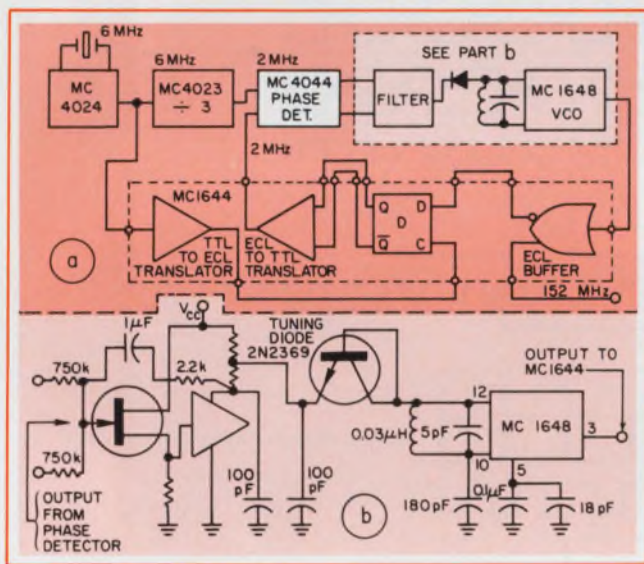 6 MHz
MC
4024
6 MHz
MC4023
÷ 3
2 MHz
MC 4044
PHASE
DET.
2 MHz
SEE PART b
FILTER
MC 1648
VCO
MC1644
TTL
TO ECL
TRANSLATOR
ECL
TO TTL
TRANSLATOR
Q D
D
Q̅ C
ECL
BUFFER
152 MHz
a
1µF
750k
750k
2.2k
VCC
OUTPUT
FROM
PHASE
DETECTOR
100
pF
TUNING
DIODE
2N2369
100
pF
0.03µH
5pF
180pF
12
10
MC 1648
3
5
0.1µF
18 pF
OUTPUT TO
MC1644
b